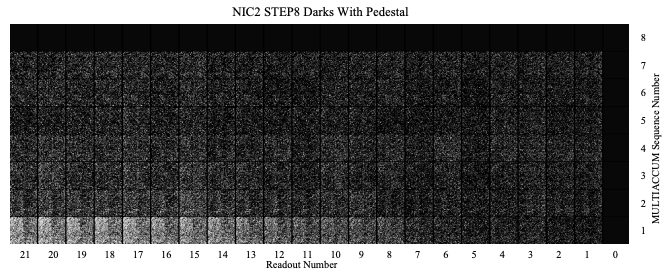 NIC2 STEP8 Darks With Pedestal
8
7
6
5
4
3
2
1
MULTIACCUM Sequence Number
21 20 19 18 17 16 15 14 13 12 11 10 9 8 7 6 5 4 3 2 1 0
Readout Number